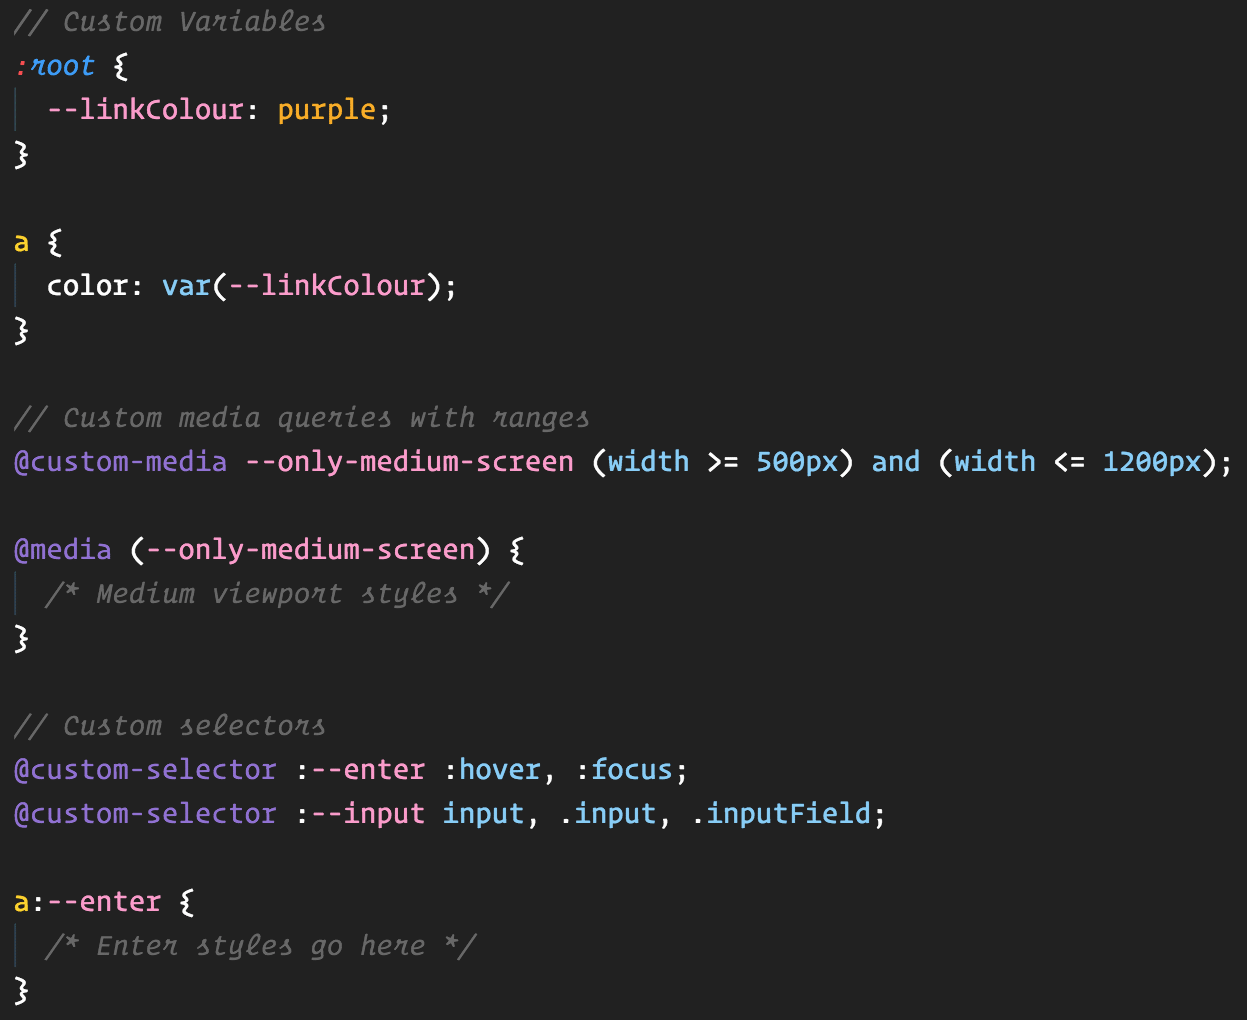 // Custom Variables
:root {
  --linkColour: purple;
}

a {
  color: var(--linkColour);
}

// Custom media queries with ranges
@custom-media --only-medium-screen (width >= 500px) and (width <= 1200px);

@media (--only-medium-screen) {
  /* Medium viewport styles */
}

// Custom selectors
@custom-selector :--enter :hover, :focus;
@custom-selector :--input input, .input, .inputField;

a:--enter {
  /* Enter styles go here */
}